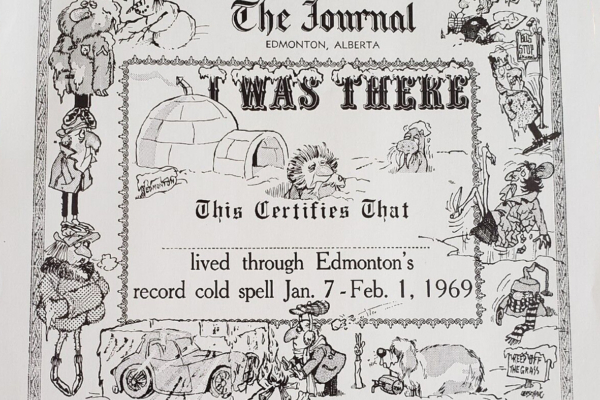 The Journal
EDMONTON, ALBERTA
BUS STOP
I WAS THERE
Edmonton
This Certifies That
lived through Edmonton's
record cold spell Jan. 7-Feb. 1, 1969
KEEP OFF
THE GRASS